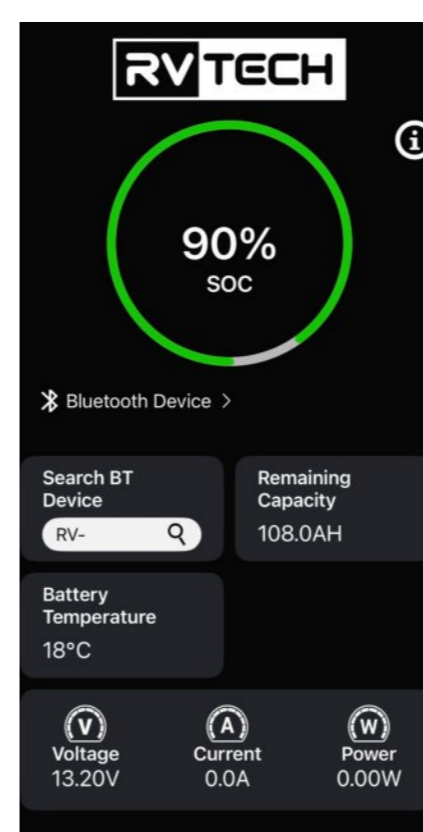 RVTECH
i
90%
SOC
Bluetooth Device >
Search BT
Device
RV-
Remaining
Capacity
108.0AH
Battery
Temperature
18°C
V
A
W
Voltage
Current
Power
13.20V
0.0A
0.00W